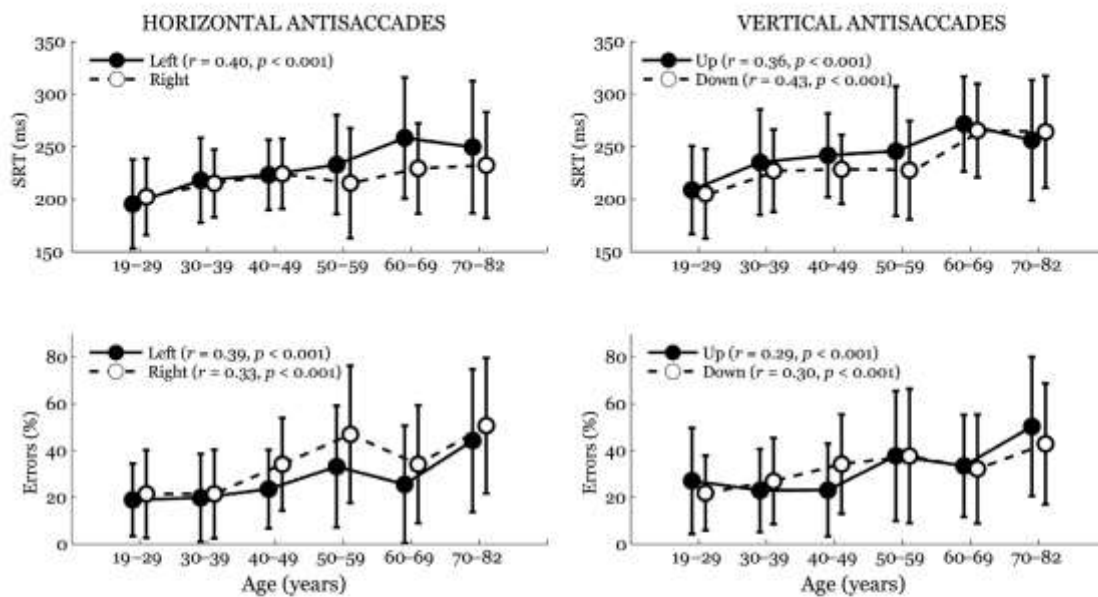 HORIZONTAL ANTISACCADES
350
300
250
200
150
SRT (ms)
Left (r = 0.40, p < 0.001)
Right
19–29 30–39 40–49 50–59 60–69 70–82
VERTICAL ANTISACCADES
350
300
250
200
150
SRT (ms)
Up (r = 0.36, p < 0.001)
Down (r = 0.43, p < 0.001)
19–29 30–39 40–49 50–59 60–69 70–82
80
60
40
20
0
Errors (%)
Left (r = 0.39, p < 0.001)
Right (r = 0.33, p < 0.001)
19–29 30–39 40–49 50–59 60–69 70–82
Age (years)
80
60
40
20
0
Errors (%)
Up (r = 0.29, p < 0.001)
Down (r = 0.30, p < 0.001)
19–29 30–39 40–49 50–59 60–69 70–82
Age (years)